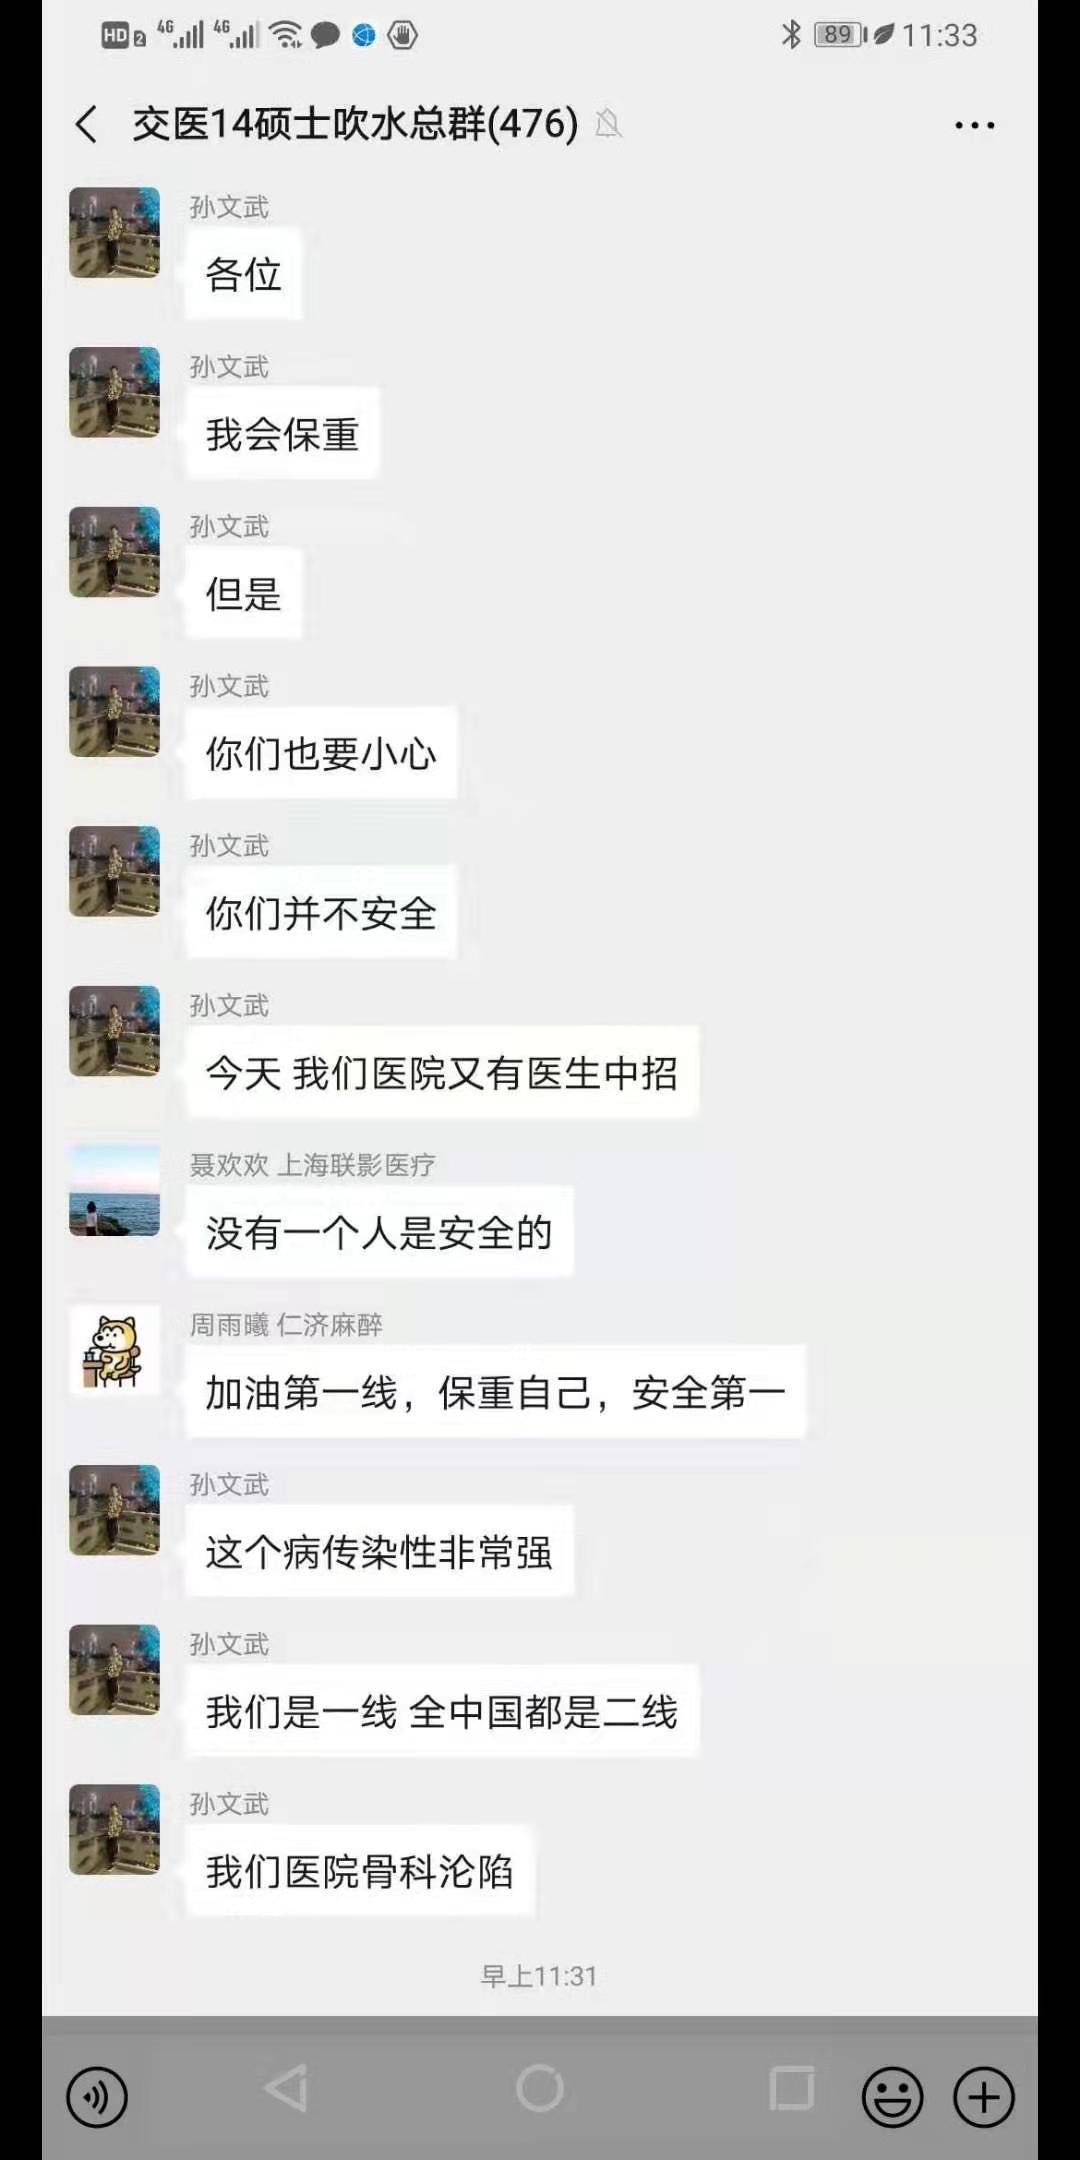 HD 2 4G 4G 89 11:33
交医14硕士吹水总群(476)
孙文武
各位
孙文武
我会保重
孙文武
但是
孙文武
你们也要小心
孙文武
你们并不安全
孙文武
今天 我们医院又有医生中招
聂欢欢 上海联影医疗
没有一个人是安全的
周雨曦 仁济麻醉
加油第一线，保重自己，安全第一
孙文武
这个病传染性非常强
孙文武
我们是一线 全中国都是二线
孙文武
我们医院骨科沦陷
早上11:31